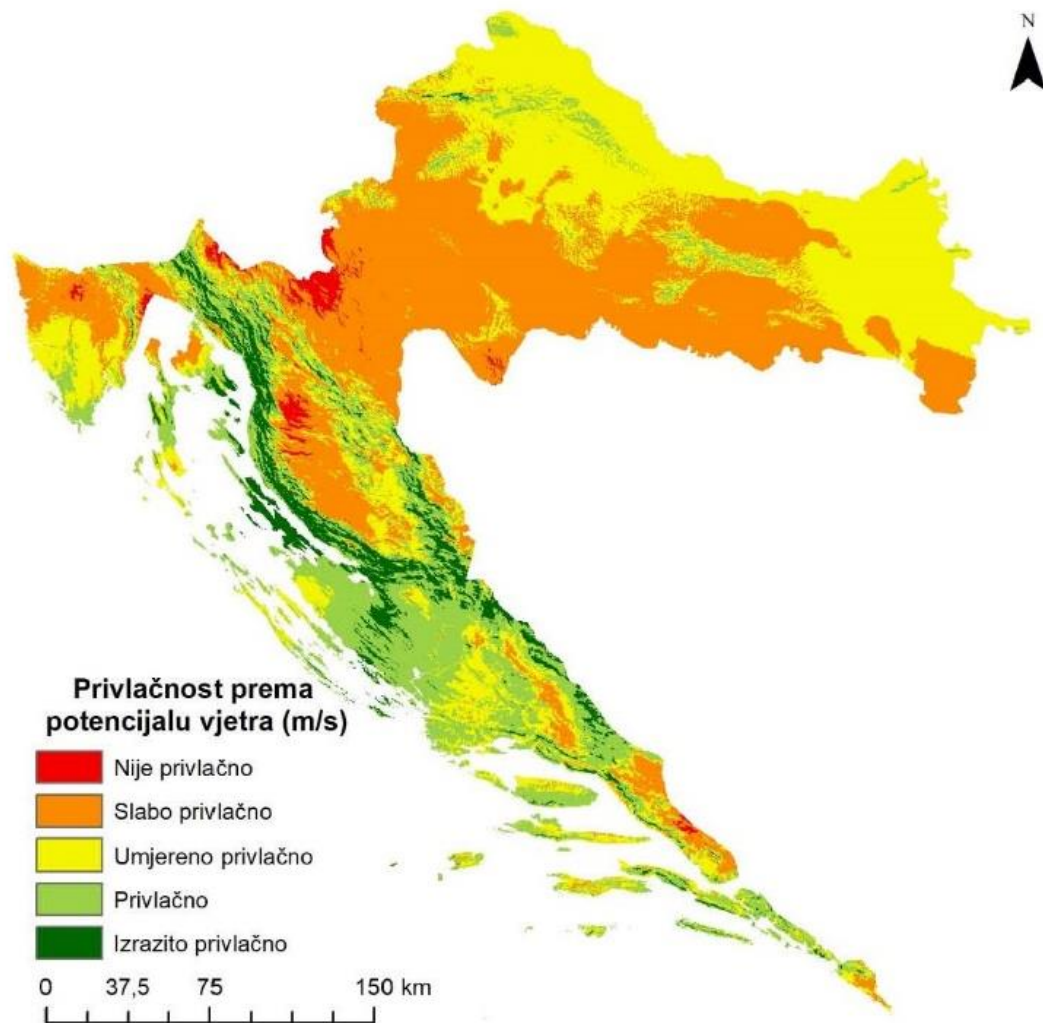 N
Privlačnost prema
potencijalu vjetra (m/s)
Nije privlačno
Slabo privlačno
Umjereno privlačno
Privlačno
Izrazito privlačno
0 37,5 75 150 km